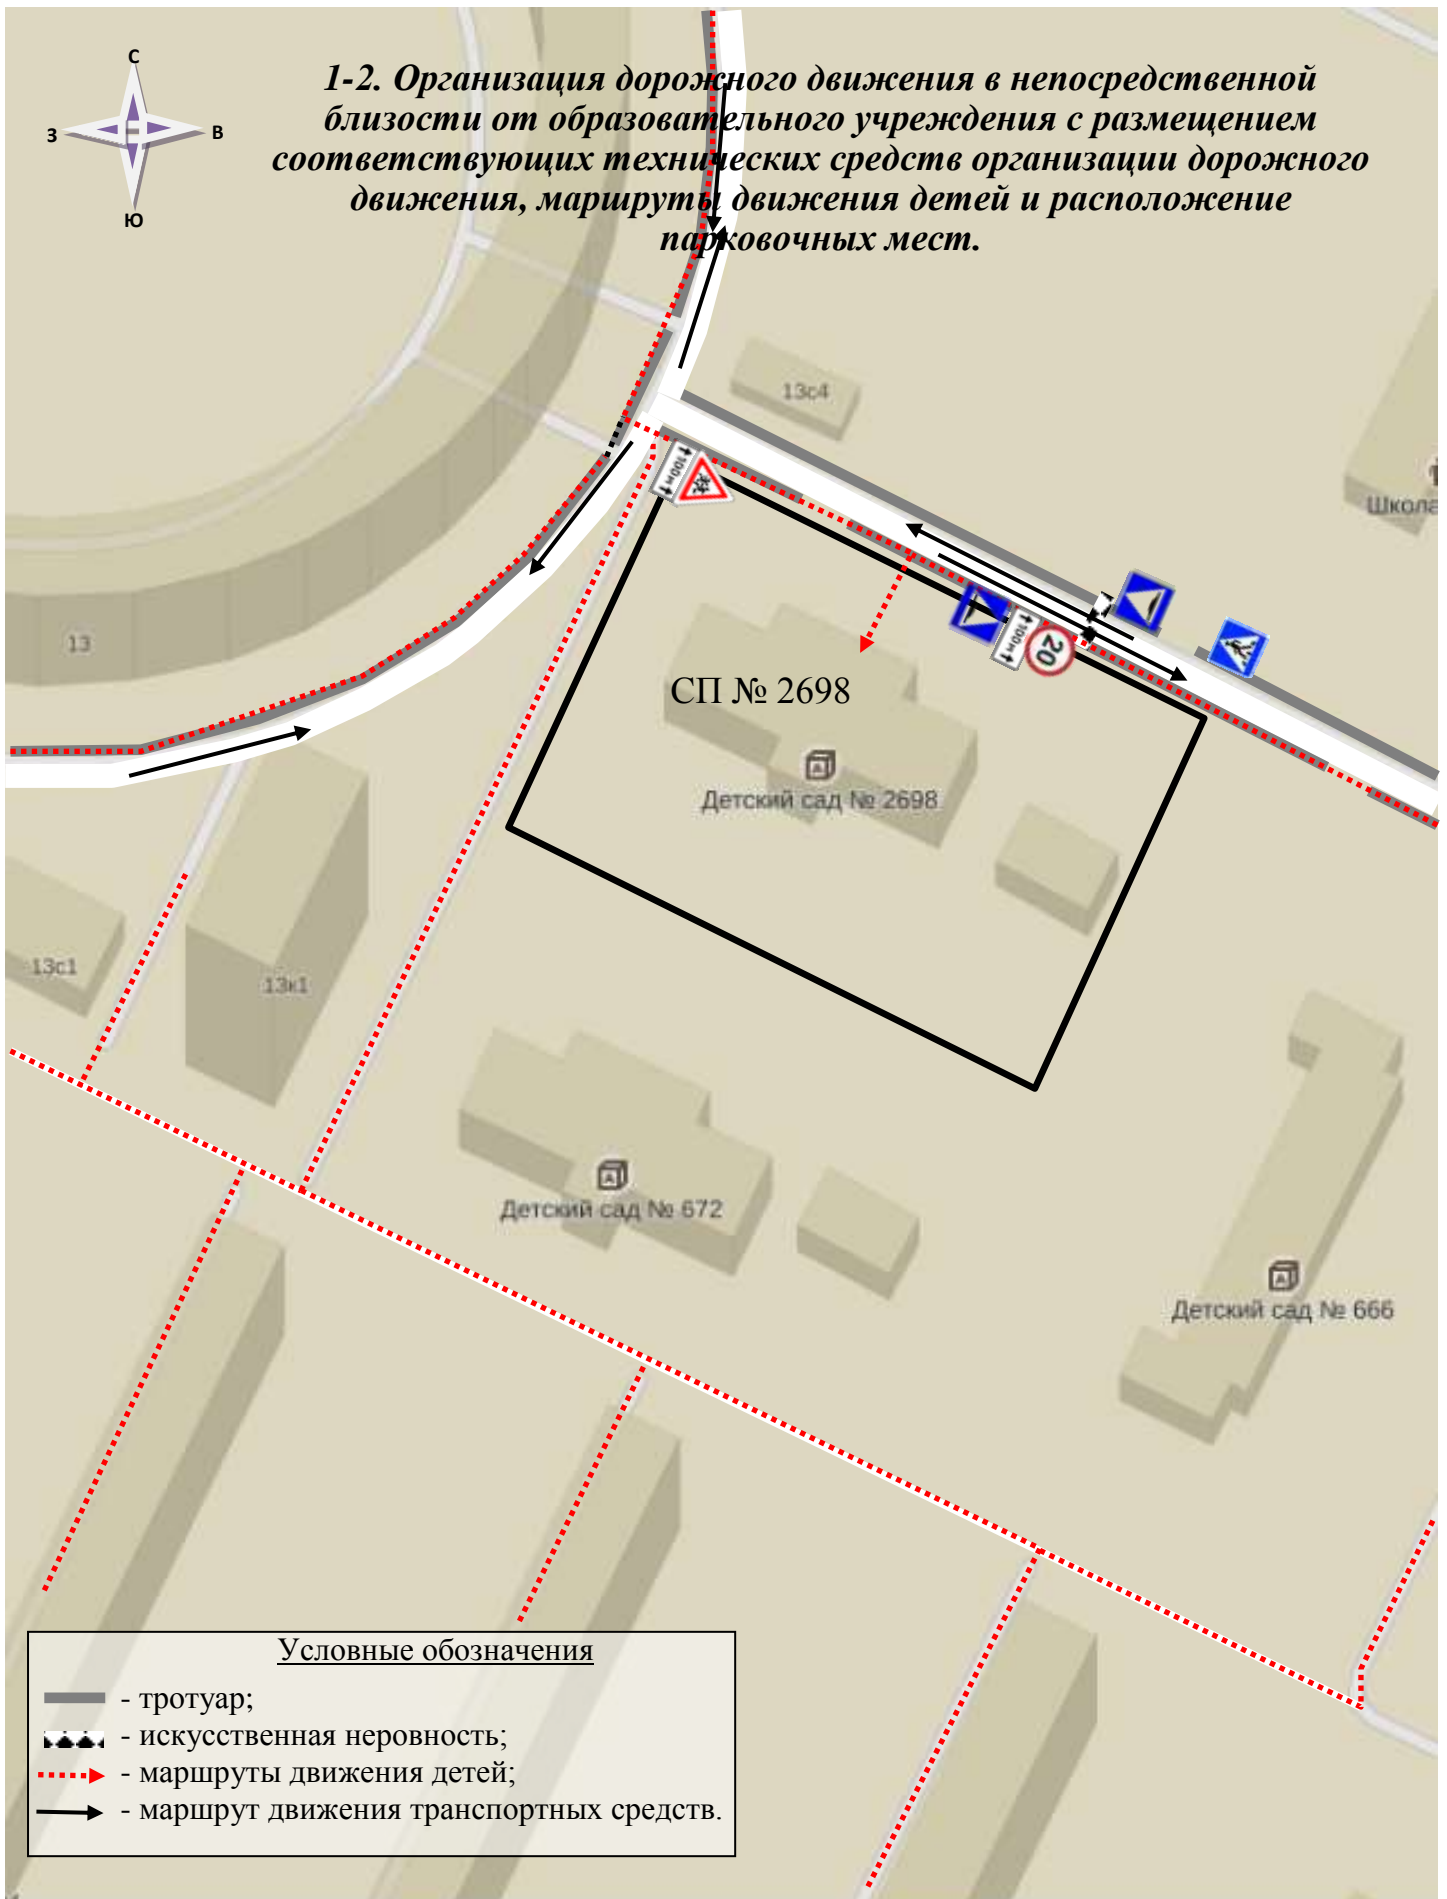 С
З
В
Ю
1-2. Организация дорожного движения в непосредственной
близости от образовательного учреждения с размещением
соответствующих технических средств организации дорожного
движения, маршруты движения детей и расположение
парковочных мест.
13с4
Школа
100м
100м
20
13
СП № 2698
Детский сад № 2698
13с1
13к1
Детский сад № 672
Детский сад № 666
Условные обозначения
- тротуар;
- искусственная неровность;
- маршруты движения детей;
- маршрут движения транспортных средств.